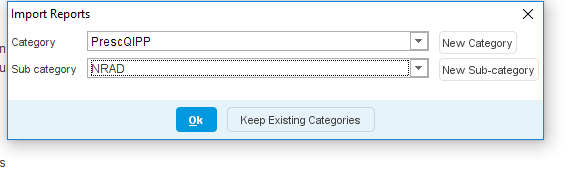 Import Reports
Category PrescQIPP New Category
Sub category NRAD New Sub-category
Ok Keep Existing Categories
n
u
s